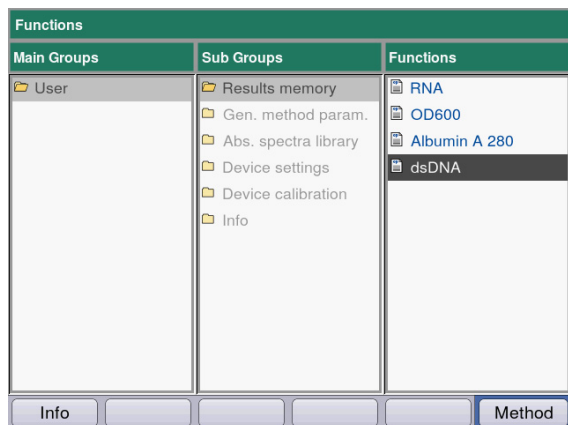 Functions
Main Groups
Sub Groups
Functions
User
Results memory
Gen. method param.
Abs. spectra library
Device settings
Device calibration
Info
RNA
OD600
Albumin A 280
dsDNA
Info
Method